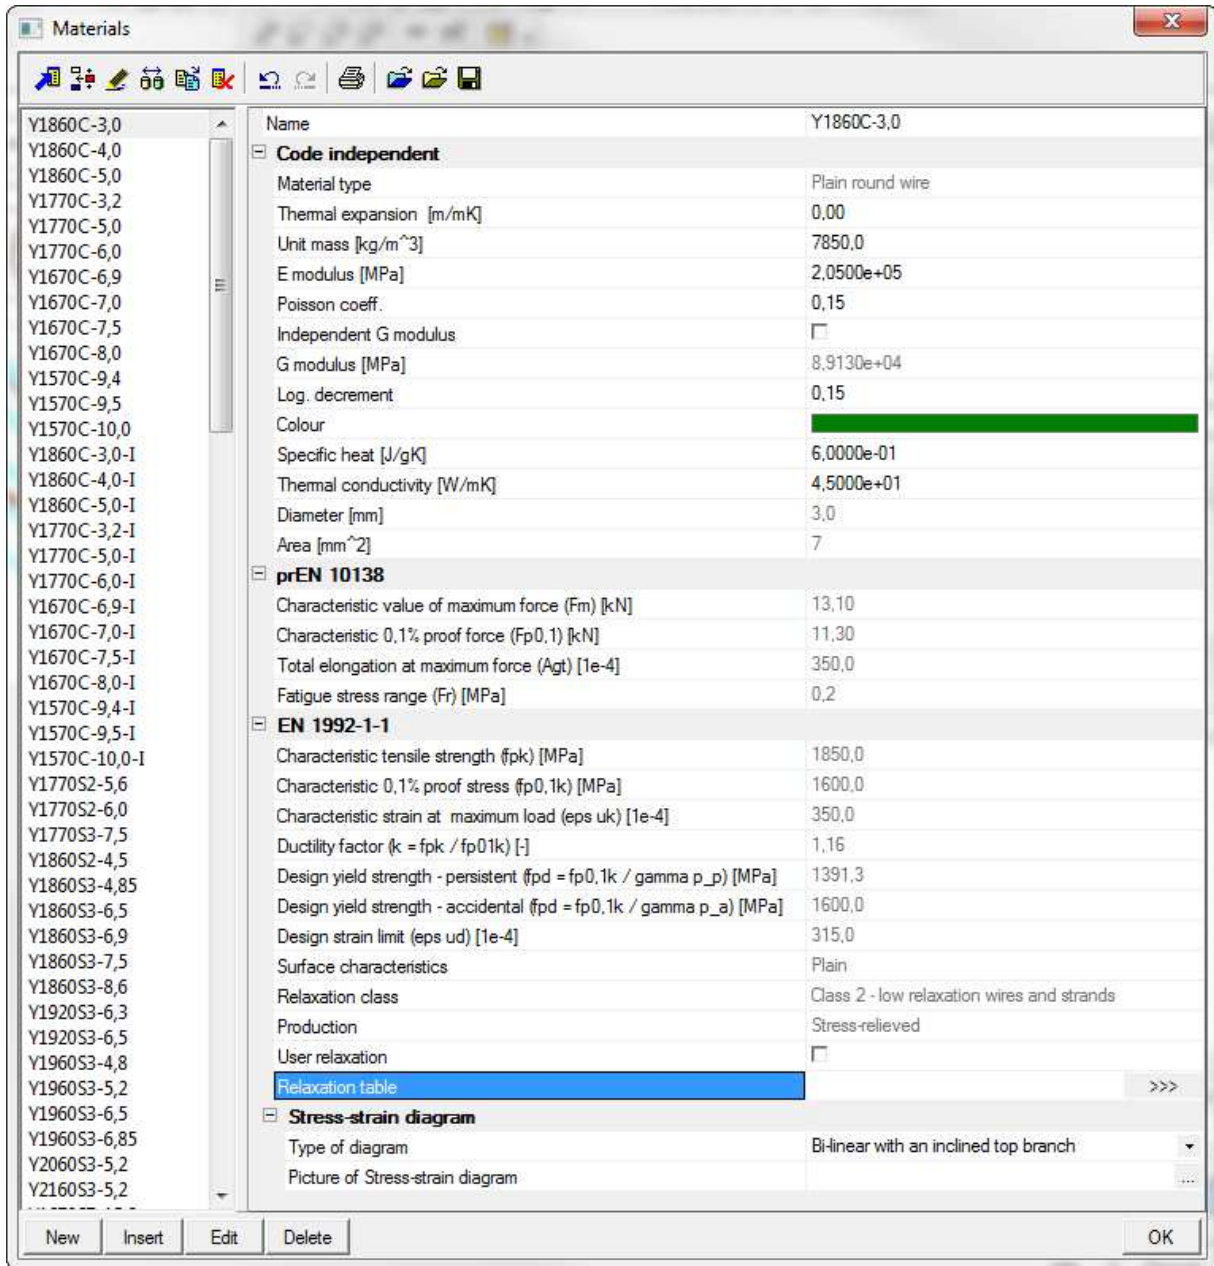 Materials
Y1860C-3,0
Y1860C-4,0
Y1860C-5,0
Y1770C-3,2
Y1770C-5,0
Y1770C-6,0
Y1670C-6,9
Y1670C-7,0
Y1670C-7,5
Y1670C-8,0
Y1570C-9,4
Y1570C-9,5
Y1570C-10,0
Y1860C-3,0-I
Y1860C-4,0-I
Y1860C-5,0-I
Y1770C-3,2-I
Y1770C-5,0-I
Y1770C-6,0-I
Y1670C-6,9-I
Y1670C-7,0-I
Y1670C-7,5-I
Y1670C-8,0-I
Y1570C-9,4-I
Y1570C-9,5-I
Y1570C-10,0-I
Y1770S2-5,6
Y1770S2-6,0
Y1770S3-7,5
Y1860S2-4,5
Y1860S3-4,85
Y1860S3-6,5
Y1860S3-6,9
Y1860S3-7,5
Y1860S3-8,6
Y1920S3-6,3
Y1920S3-6,5
Y1960S3-4,8
Y1960S3-5,2
Y1960S3-6,5
Y1960S3-6,85
Y2060S3-5,2
Y2160S3-5,2
Name Y1860C-3,0
Code independent
Material type Plain round wire
Thermal expansion [m/mK] 0,00
Unit mass [kg/m^3] 7850,0
E modulus [MPa] 2,0500e+05
Poisson coeff. 0,15
Independent G modulus
G modulus [MPa] 8,9130e+04
Log. decrement 0,15
Colour
Specific heat [J/gK] 6,0000e-01
Thermal conductivity [W/mK] 4,5000e+01
Diameter [mm] 3,0
Area [mm^2] 7
prEN 10138
Characteristic value of maximum force (Fm) [kN] 13,10
Characteristic 0,1% proof force (Fp0,1) [kN] 11,30
Total elongation at maximum force (Agt) [1e-4] 350,0
Fatigue stress range (Fr) [MPa] 0,2
EN 1992-1-1
Characteristic tensile strength (fpk) [MPa] 1850,0
Characteristic 0,1% proof stress (fp0,1k) [MPa] 1600,0
Characteristic strain at maximum load (eps uk) [1e-4] 350,0
Ductility factor (k = fpk / fp01k) [-] 1,16
Design yield strength - persistent (fpd = fp0,1k / gamma p_p) [MPa] 1391,3
Design yield strength - accidental (fpd = fp0,1k / gamma p_a) [MPa] 1600,0
Design strain limit (eps ud) [1e-4] 315,0
Surface characteristics Plain
Relaxation class Class 2 - low relaxation wires and strands
Production Stress-relieved
User relaxation
Relaxation table >>>
Stress-strain diagram
Type of diagram Bi-linear with an inclined top branch
Picture of Stress-strain diagram ...
New Insert Edit Delete OK